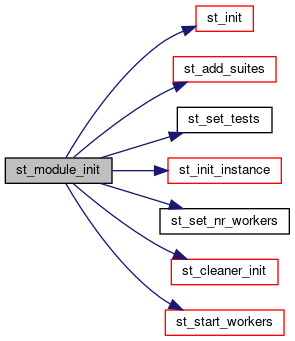 st_init
st_add_suites
st_set_tests
st_module_init
st_init_instance
st_set_nr_workers
st_cleaner_init
st_start_workers